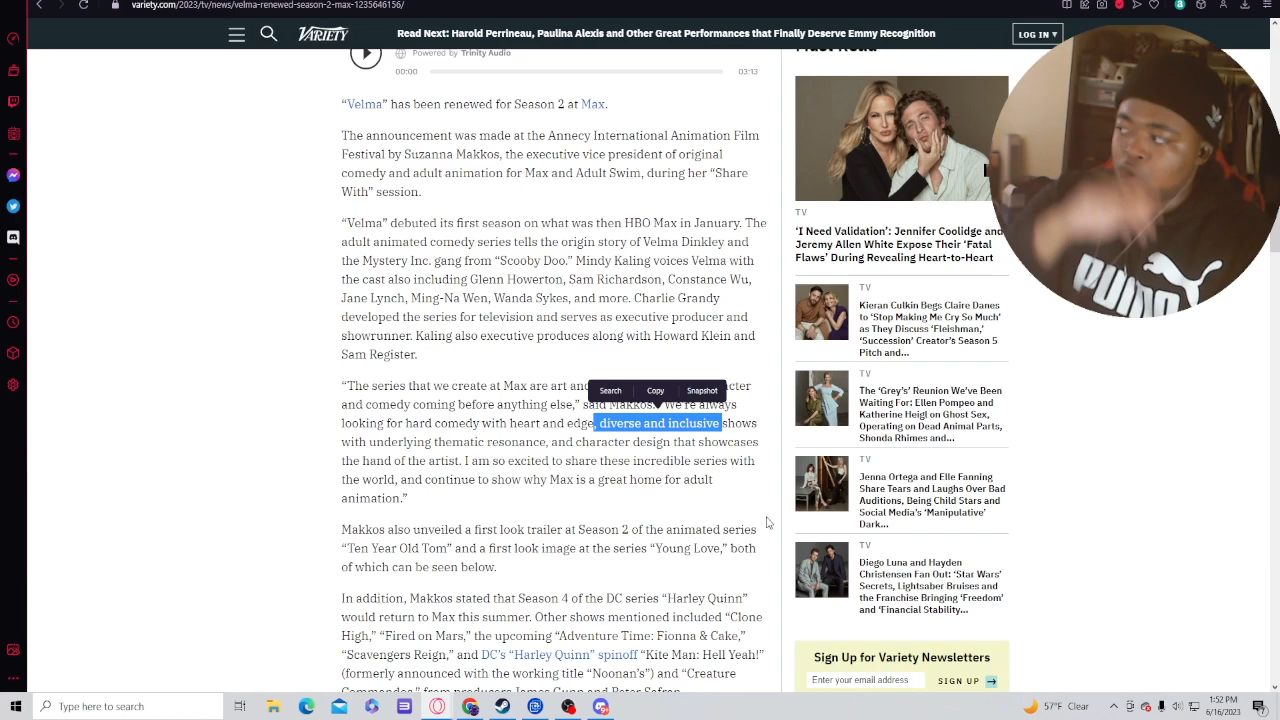 variety.com/2023/tv/news/velma-renewed-season-2-max-1235646156/
VARIETY
Read Next: Harold Perrineau, Paulina Alexis and Other Great Performances that Finally Deserve Emmy Recognition
LOG IN ▾
Powered by Trinity Audio
Must Read
00:00
03:13
“Velma” has been renewed for Season 2 at Max.
The announcement was made at the Annecy International Animation Film
Festival by Suzanna Makkos, the executive vice president of original
comedy and adult animation for Max and Adult Swim, during her “Share
With” session.
“Velma” debuted its first season on what was then HBO Max in January. The
adult animated comedy series tells the origin story of Velma Dinkley and
the Mystery Inc. gang from “Scooby Doo.” Mindy Kaling voices Velma with
the cast also including Glenn Howerton, Sam Richardson, Constance Wu,
Jane Lynch, Ming-Na Wen, Wanda Sykes, and more. Charlie Grandy
developed the series for television and serves as executive producer and
showrunner. Kaling also executive produces along with Howard Klein and
Sam Register.
“The series that we create at Max are art and
Search Copy Snapshot
and comedy coming before anything else,” said Makkos. “We’re always
looking for hard comedy with heart and edge, diverse and inclusive shows
with underlying thematic resonance, and character design that showcases
the hand of the artist. I am so excited to share these incredible series with
the world, and continue to show why Max is a great home for adult
animation.”
Makkos also unveiled a first look trailer at Season 2 of the animated series
“Ten Year Old Tom” and a first look image at the series “Young Love,” both
of which can be seen below.
In addition, Makkos stated that Season 4 of the DC series “Harley Quinn”
would return to Max this summer. Other shows mentioned included “Clone
High,” “Fired on Mars,” the upcoming “Adventure Time: Fionna & Cake,”
“Scavengers Reign,” and DC’s “Harley Quinn” spinoff “Kite Man: Hell Yeah!”
(formerly announced with the working title “Noonan’s”) and “Creature
Commandos,” from producers James Gunn and Peter Safran.
TV
‘I Need Validation’: Jennifer Coolidge and
Jeremy Allen White Expose Their ‘Fatal
Flaws’ During Revealing Heart-to-Heart
TV
Kieran Culkin Begs Claire Danes
to ‘Stop Making Me Cry So Much’
as They Discuss ‘Fleishman,’
‘Succession’ Creator’s Season 5
Pitch and...
TV
The ‘Grey’s’ Reunion We’ve Been
Waiting For: Ellen Pompeo and
Katherine Heigl on Ghost Sex,
Operating on Dead Animal Parts,
Shonda Rhimes and...
TV
Jenna Ortega and Elle Fanning
Share Tears and Laughs Over Bad
Auditions, Being Child Stars and
Social Media’s ‘Manipulative’
Dark...
TV
Diego Luna and Hayden
Christensen Fan Out: ‘Star Wars’
Secrets, Lightsaber Bruises and
the Franchise Bringing ‘Freedom’
and ‘Financial Stability...
Sign Up for Variety Newsletters
Enter your email address
SIGN UP
PUMA
Type here to search
57°F Clear
1:52 PM
6/16/2023